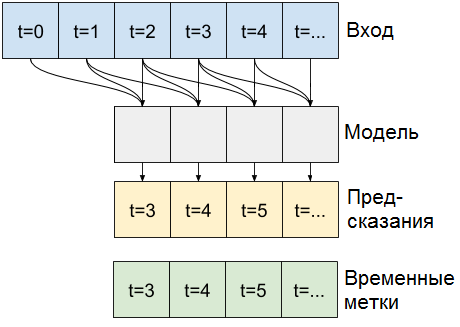 t=0 t=1 t=2 t=3 t=4 t=... Вход
Модель
t=3 t=4 t=5 t=... Пред-
сказания
t=3 t=4 t=5 t=... Временные
метки